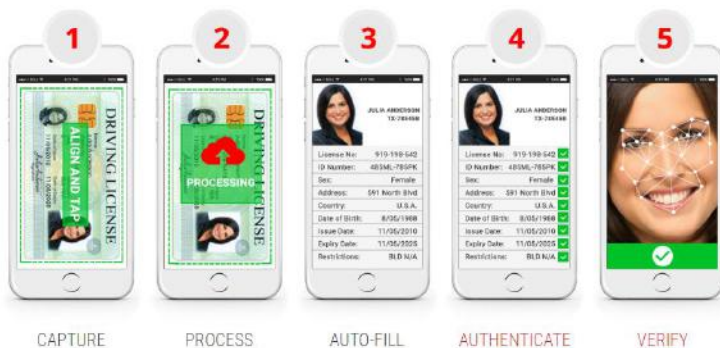 1
2
3
4
5
DRIVING LICENSE
ALIGN AND TAP
DRIVING LICENSE
PROCESSING
JULIA ANDERSON
License No: 919-198-542
ID Number:
Sex: Female
Address: 591 North Blvd
Country: U.S.A.
Date of Birth: 8/05/1988
Issue Date: 11/05/2010
Expiry Date: 11/05/2025
Restrictions: BLD N/A
JULIA ANDERSON
License No: 919-198-542
ID Number:
Sex: Female
Address: 591 North Blvd
Country: U.S.A.
Date of Birth: 8/05/1988
Issue Date: 11/05/2010
Expiry Date: 11/05/2025
Restrictions: BLD N/A
CAPTURE
PROCESS
AUTO-FILL
AUTHENTICATE
VERIFY